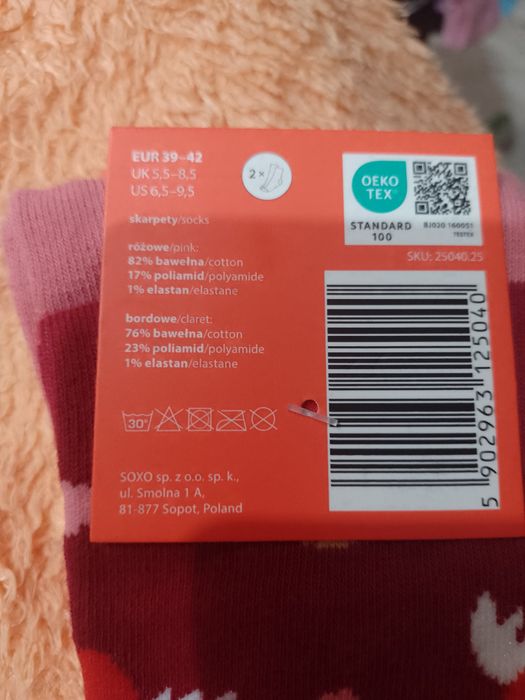 EUR 39–42
UK 5,5–8,5
US 6,5–9,5
2×
skarpety/socks
różowe/pink:
82% bawełna/cotton
17% poliamid/polyamide
1% elastan/elastane
bordowe/claret:
76% bawełna/cotton
23% poliamid/polyamide
1% elastan/elastane
30°
SOXO sp. z o.o. sp. k.,
ul. Smolna 1 A,
81-877 Sopot, Poland
OEKO
TEX®
STANDARD
100
BJ020 160051
TESTEX
SKU: 25040.25
5 902963 125040